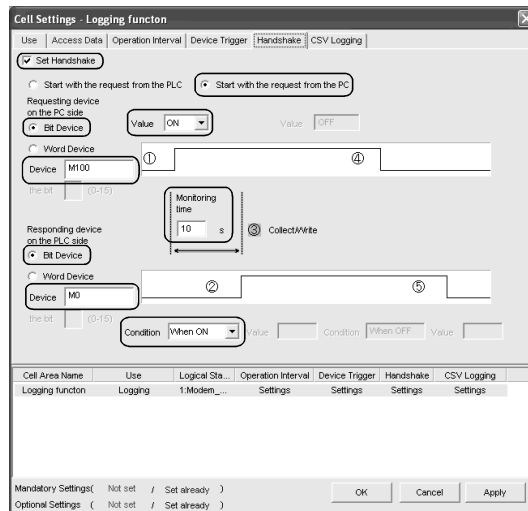 Cell Settings - Logging functon
Use Access Data Operation Interval Device Trigger Handshake CSV Logging
Set Handshake
Start with the request from the PLC Start with the request from the PC
Requesting device
on the PC side
Bit Device Value ON Value OFF
Word Device ① ④
Device M100
the bit (0-15)
Monitoring
time
10 s ③ Collect/Write
Responding device
on the PLC side
Bit Device
Word Device ② ⑤
Device M0
the bit (0-15)
Condition When ON Value Condition When OFF Value
Cell Area Name Use Logical Sta... Operation Interval Device Trigger Handshake CSV Logging
Logging functon Logging 1:Modem_... Settings Settings Settings Settings
Mandatory Settings( Not set / Set already )
Optional Settings ( Not set / Set already )
OK Cancel Apply